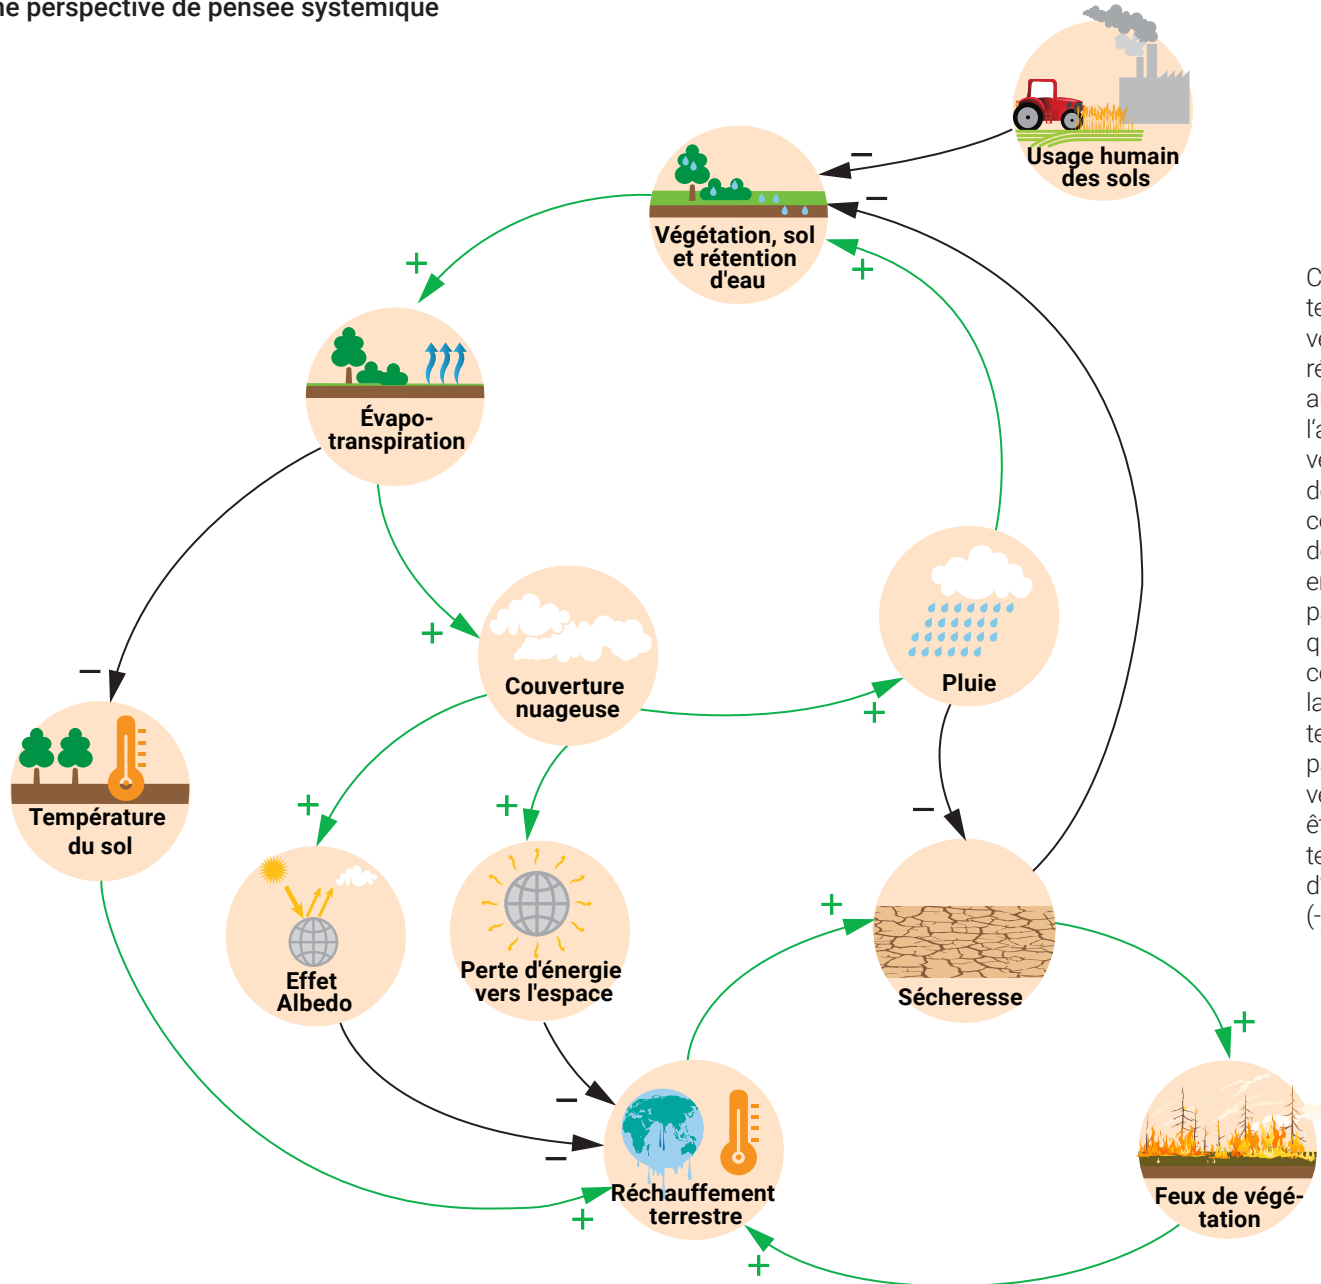 ne perspective de pensée systémique
Usage humain
des sols
−
−
Végétation, sol
et rétention
d'eau
+
+
Évapo-
transpiration
+
−
Couverture
nuageuse
Pluie
+
Température
du sol
+
+
−
Effet
Albedo
Perte d'énergie
vers l'espace
+
Sécheresse
+
−
−
Réchauffement
terrestre
+
Feux de végé-
tation
+
l'a
(-